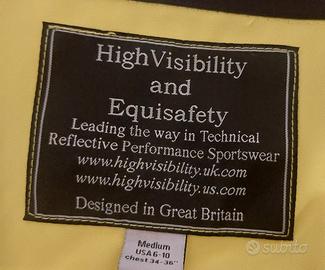 HighVisibility
and
Equisafety
Leading the way in Technical
Reflective Performance Sportswear
www.highvisibility.uk.com
www.highvisibility.us.com
Designed in Great Britain
Medium
USA 6-10
chest 34-36"
subito